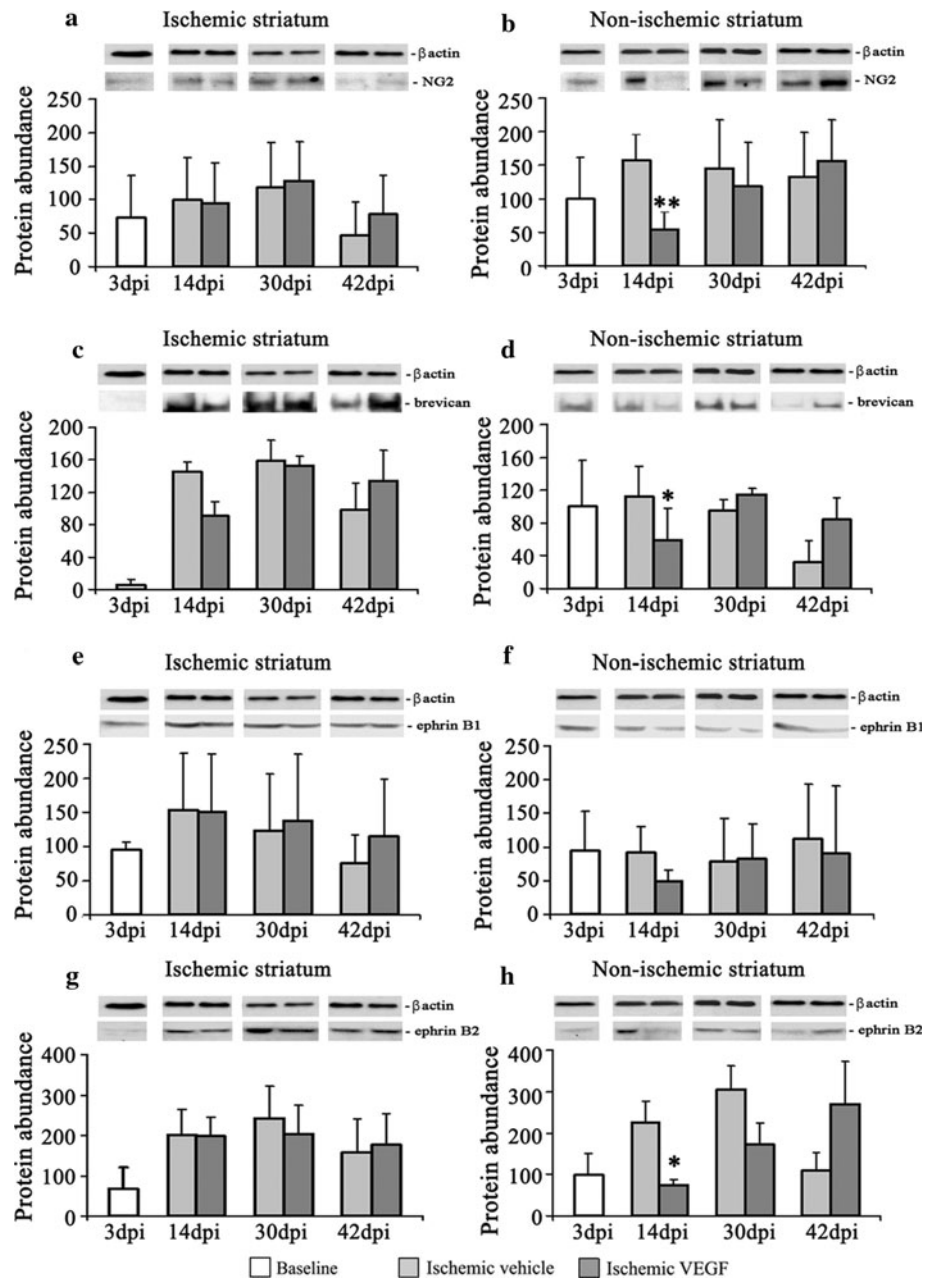 a
Ischemic striatum
-βactin
- NG2
Protein abundance
250
200
150
100
50
0
3dpi 14dpi 30dpi 42dpi
b
Non-ischemic striatum
-βactin
- NG2
Protein abundance
250
200
150
100
50
0
**
3dpi 14dpi 30dpi 42dpi
c
Ischemic striatum
-βactin
- brevican
Protein abundance
200
160
120
80
40
0
3dpi 14dpi 30dpi 42dpi
d
Non-ischemic striatum
-βactin
- brevican
Protein abundance
200
160
120
80
40
0
*
3dpi 14dpi 30dpi 42dpi
e
Ischemic striatum
-βactin
- ephrin B1
Protein abundance
250
200
150
100
50
0
3dpi 14dpi 30dpi 42dpi
f
Non-ischemic striatum
-βactin
- ephrin B1
Protein abundance
250
200
150
100
50
0
3dpi 14dpi 30dpi 42dpi
g
Ischemic striatum
-βactin
- ephrin B2
Protein abundance
400
300
200
100
0
3dpi 14dpi 30dpi 42dpi
h
Non-ischemic striatum
-βactin
- ephrin B2
Protein abundance
400
300
200
100
0
*
3dpi 14dpi 30dpi 42dpi
Baseline Ischemic vehicle Ischemic VEGF